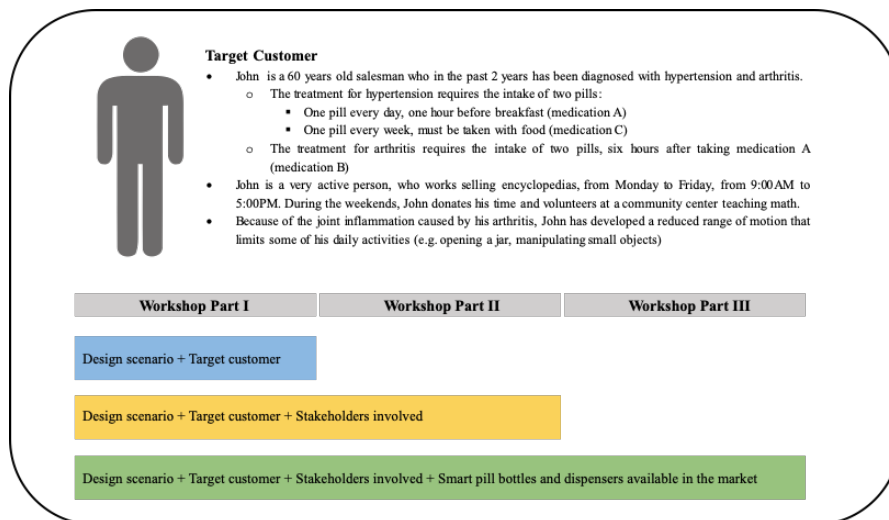 Target Customer
• John is a 60 years old salesman who in the past 2 years has been diagnosed with hypertension and arthritis.
o The treatment for hypertension requires the intake of two pills:
▪ One pill every day, one hour before breakfast (medication A)
▪ One pill every week, must be taken with food (medication C)
o The treatment for arthritis requires the intake of two pills, six hours after taking medication A
(medication B)
• John is a very active person, who works selling encyclopedias, from Monday to Friday, from 9:00 AM to
5:00PM. During the weekends, John donates his time and volunteers at a community center teaching math.
• Because of the joint inflammation caused by his arthritis, John has developed a reduced range of motion that
limits some of his daily activities (e.g. opening a jar, manipulating small objects)
Workshop Part I
Workshop Part II
Workshop Part III
Design scenario + Target customer
Design scenario + Target customer + Stakeholders involved
Design scenario + Target customer + Stakeholders involved + Smart pill bottles and dispensers available in the market